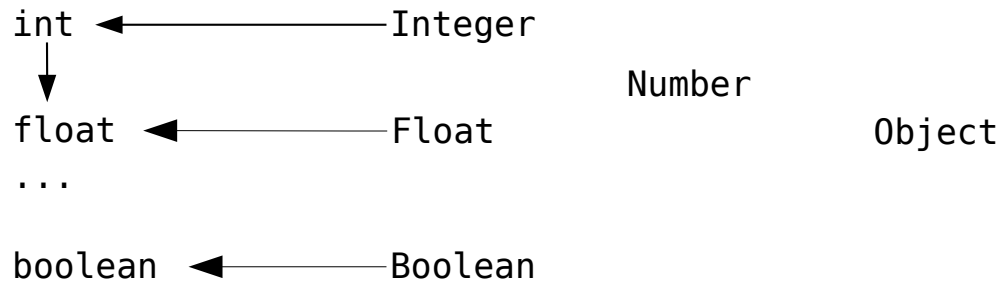 int Integer
Number
float Float Object
...
boolean Boolean